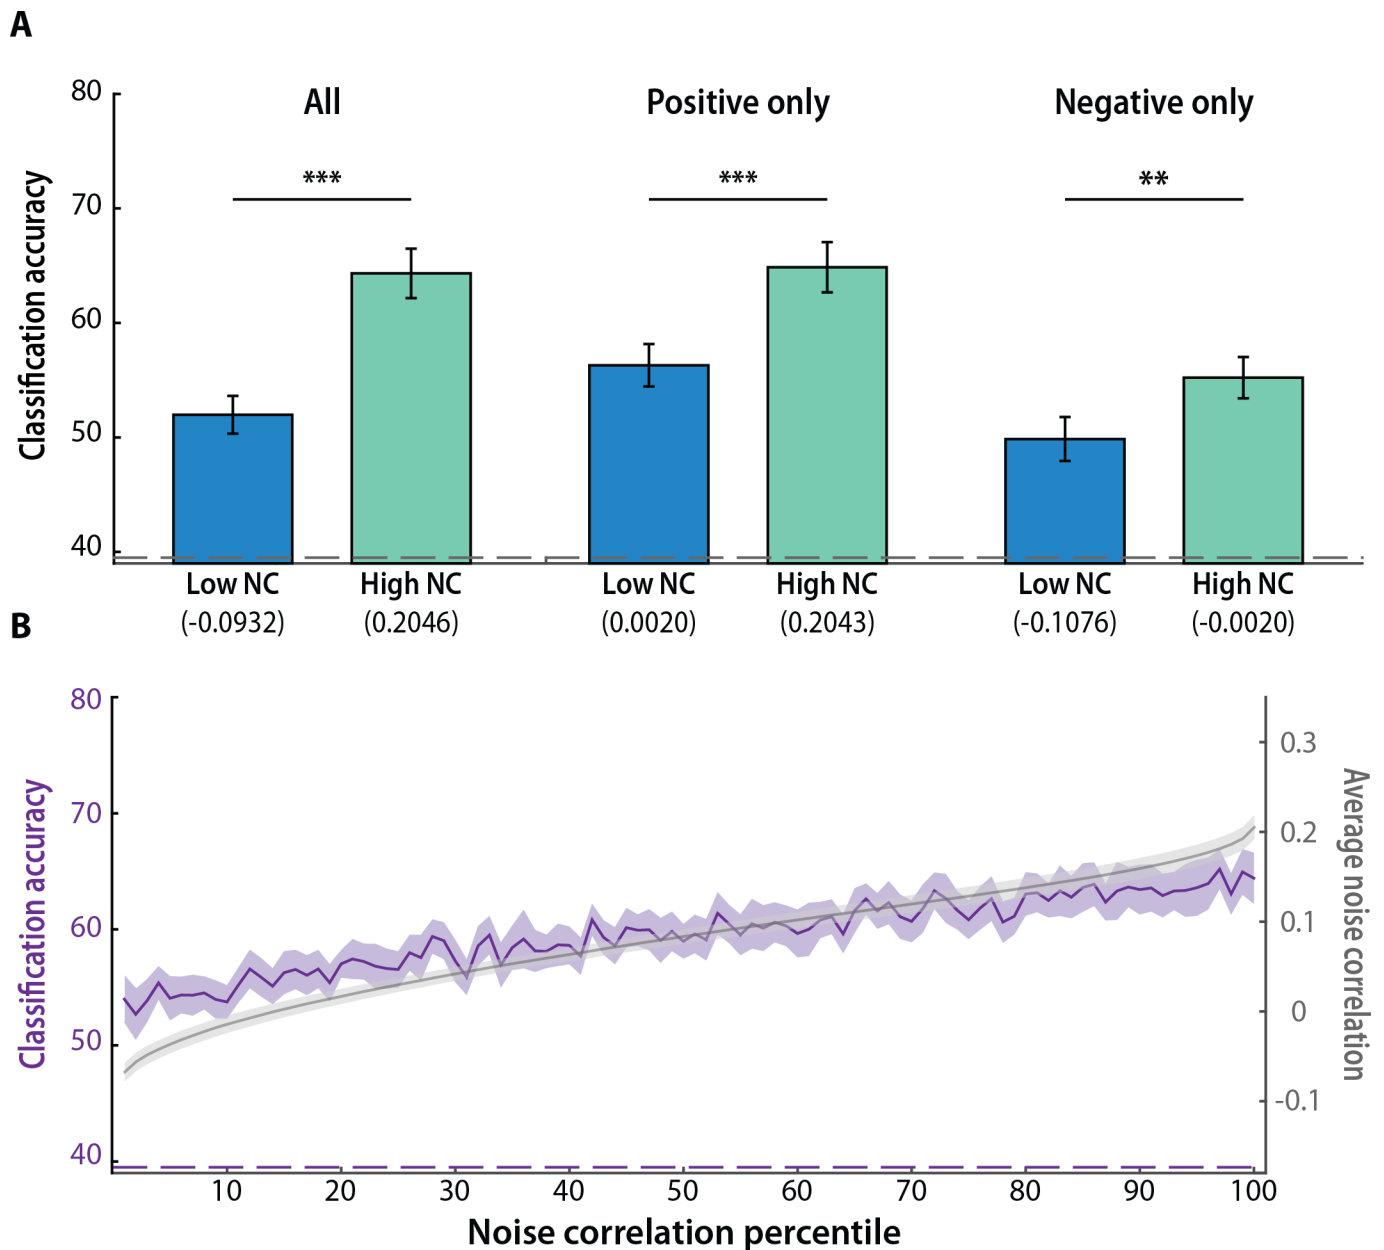 A
80
All
Positive only
Negative only
***
***
**
70
60
50
40
Classification accuracy
Low NC
High NC
Low NC
High NC
Low NC
High NC
(-0.0932)
(0.2046)
(0.0020)
(0.2043)
(-0.1076)
(-0.0020)
B
80
70
60
50
40
Classification accuracy
0.3
0.2
0.1
0
-0.1
Average noise correlation
10 20 30 40 50 60 70 80 90 100
Noise correlation percentile